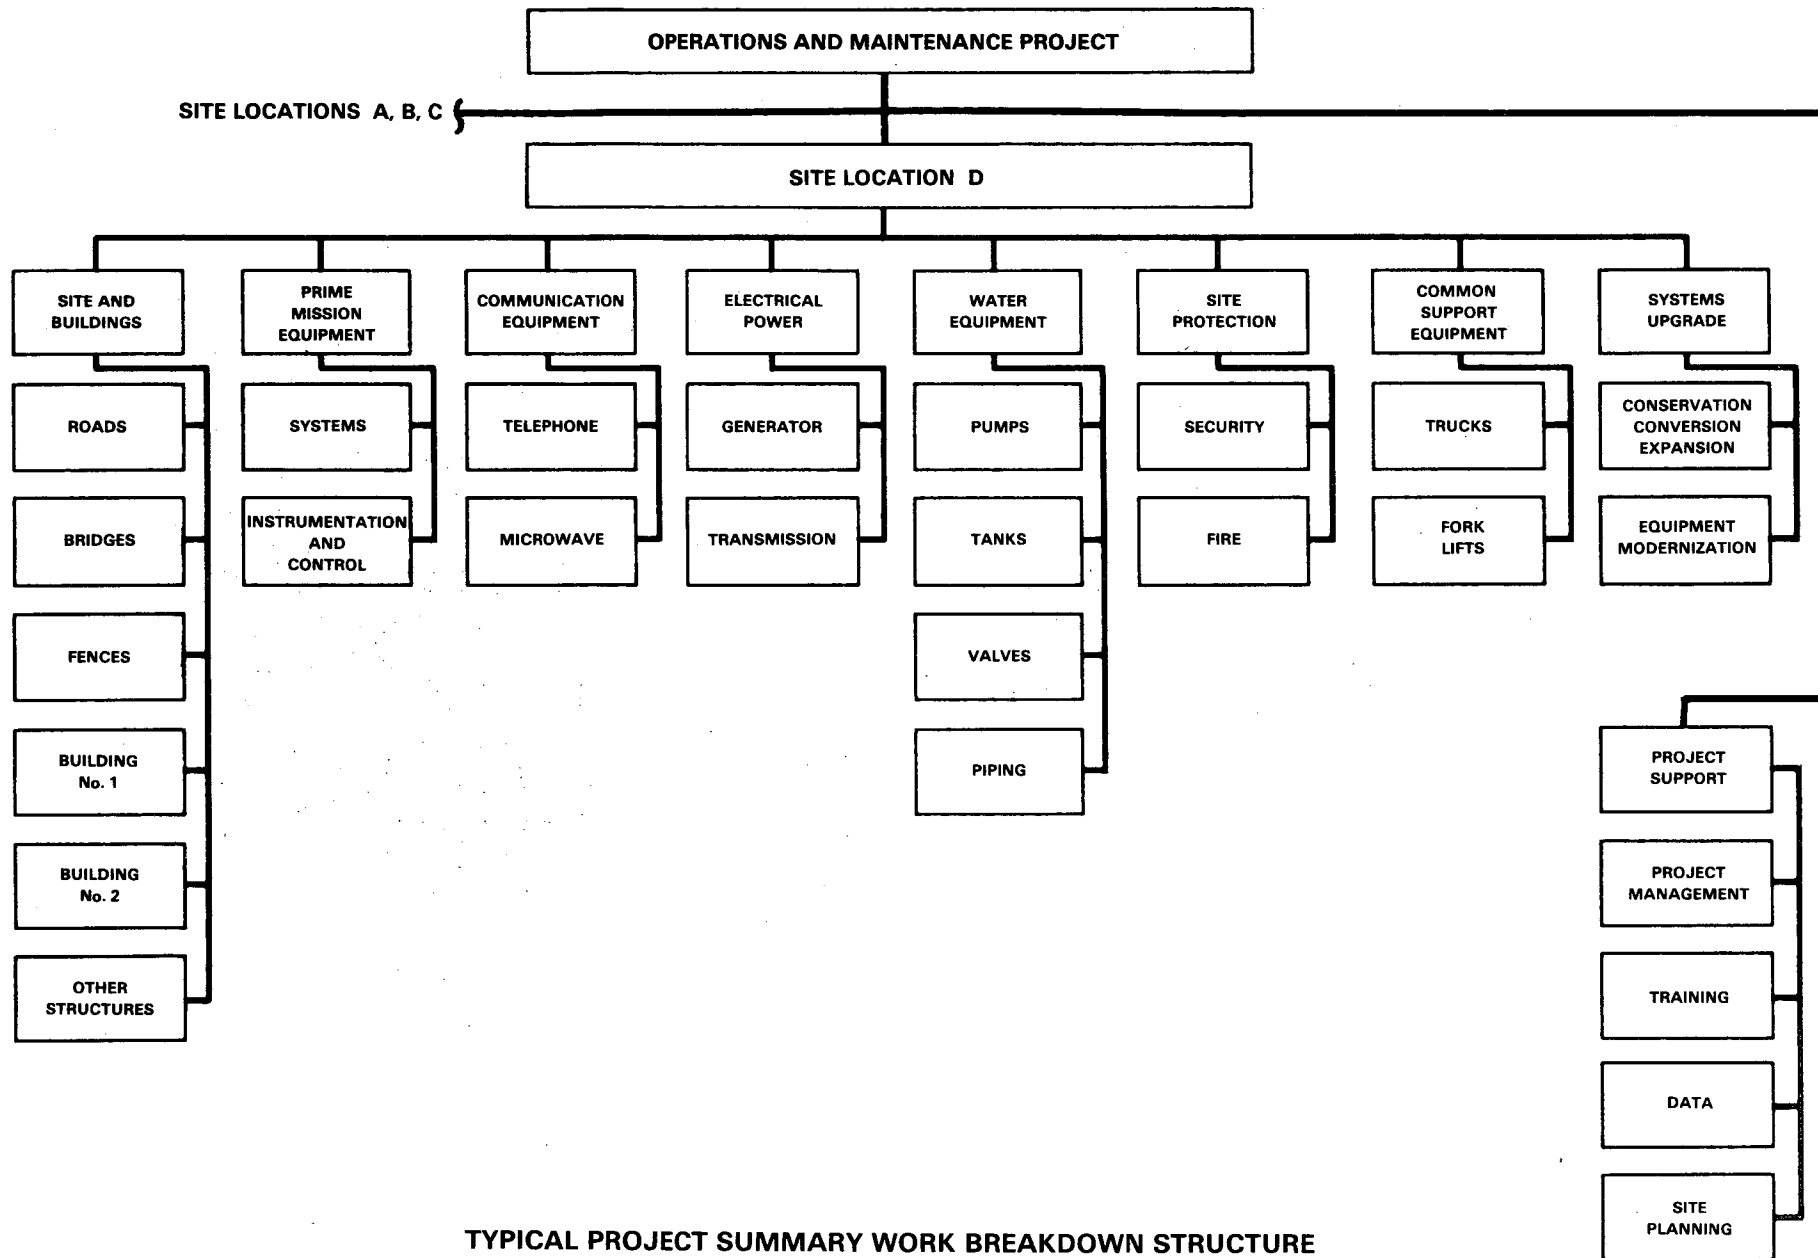 OPERATIONS AND MAINTENANCE PROJECT
SITE LOCATIONS A, B, C
SITE LOCATION D
SITE AND
BUILDINGS
ROADS
BRIDGES
FENCES
BUILDING
No. 1
BUILDING
No. 2
OTHER
STRUCTURES
PRIME
MISSION
EQUIPMENT
SYSTEMS
INSTRUMENTATION
AND
CONTROL
COMMUNICATION
EQUIPMENT
TELEPHONE
MICROWAVE
ELECTRICAL
POWER
GENERATOR
TRANSMISSION
WATER
EQUIPMENT
PUMPS
TANKS
VALVES
PIPING
SITE
PROTECTION
SECURITY
FIRE
COMMON
SUPPORT
EQUIPMENT
TRUCKS
FORK
LIFTS
SYSTEMS
UPGRADE
CONSERVATION
CONVERSION
EXPANSION
EQUIPMENT
MODERNIZATION
PROJECT
SUPPORT
PROJECT
MANAGEMENT
TRAINING
DATA
SITE
PLANNING
TYPICAL PROJECT SUMMARY WORK BREAKDOWN STRUCTURE